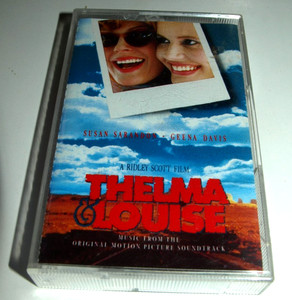 SUSAN SARANDON · GEENA DAVIS
A RIDLEY SCOTT FILM
THELMA
& LOUISE
MUSIC FROM THE
ORIGINAL MOTION PICTURE SOUNDTRACK